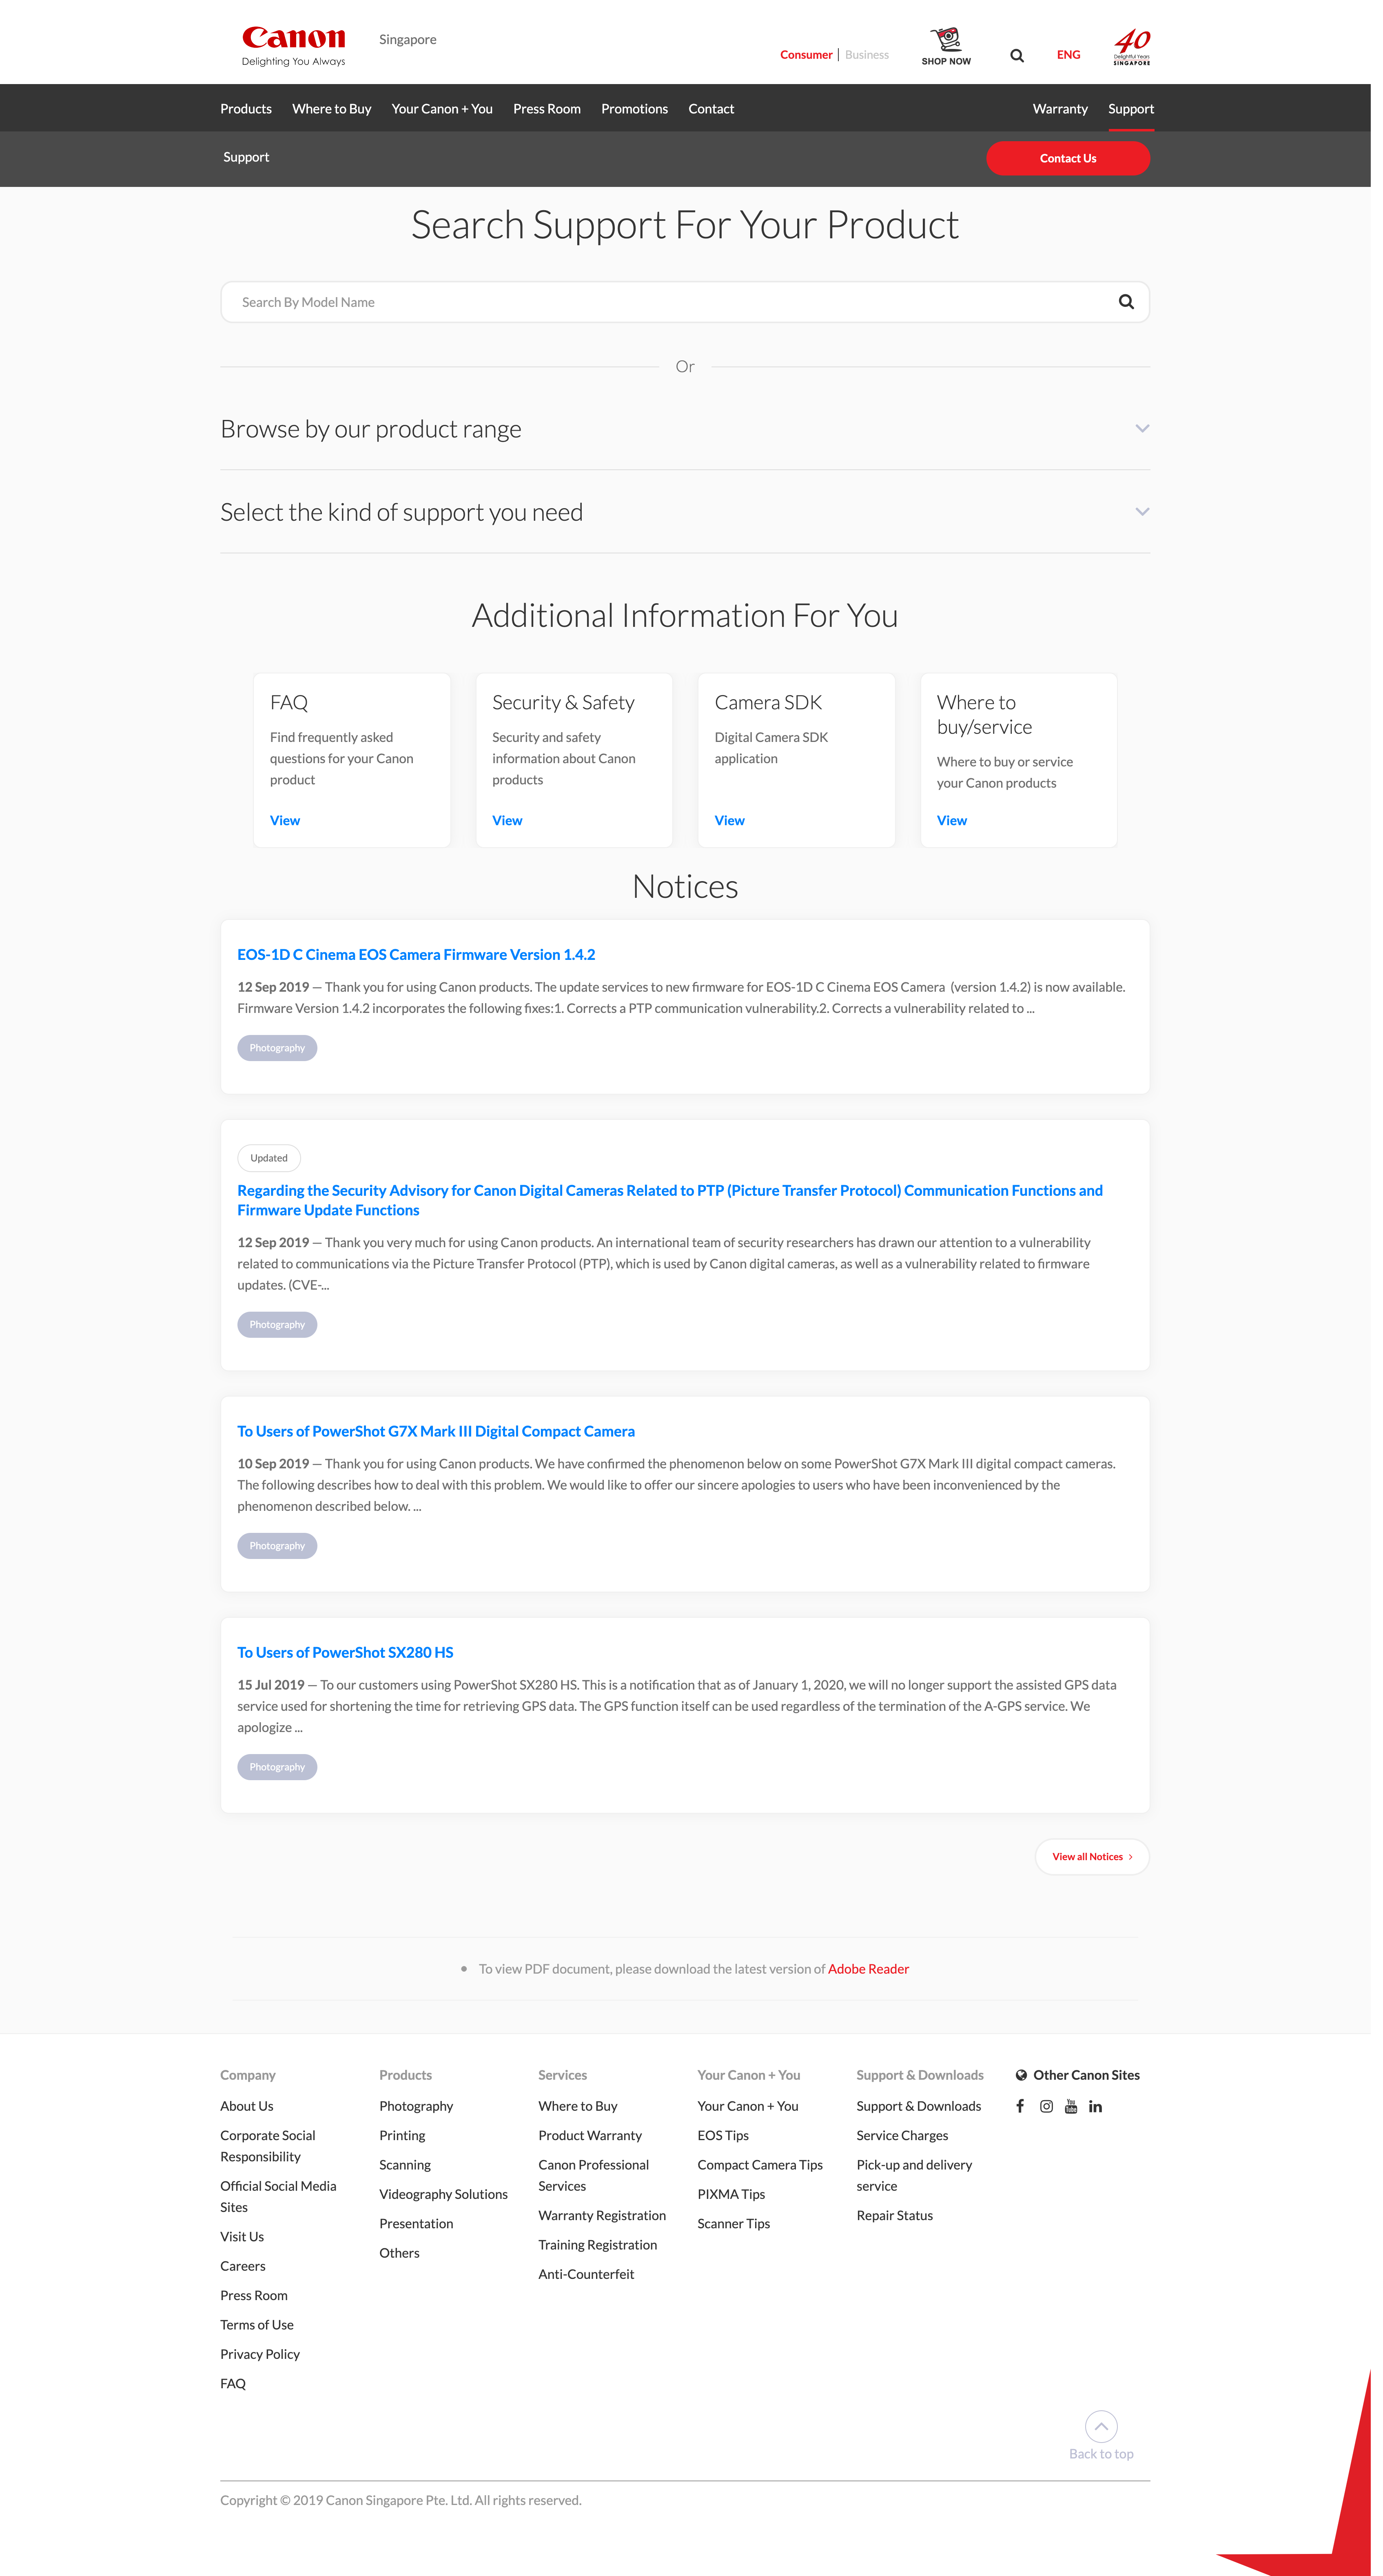 Canon
Delighting You Always
Singapore
Consumer | Business
SHOP NOW
ENG
40
Delightful Years
SINGAPORE
Products Where to Buy Your Canon + You Press Room Promotions Contact Warranty Support
Support
Contact Us
Search Support For Your Product
Search By Model Name
Or
Browse by our product range
Select the kind of support you need
Additional Information For You
FAQ
Find frequently asked
questions for your Canon
product
View
Security & Safety
Security and safety
information about Canon
products
View
Camera SDK
Digital Camera SDK
application
View
Where to
buy/service
Where to buy or service
your Canon products
View
Notices
EOS-1D C Cinema EOS Camera Firmware Version 1.4.2
12 Sep 2019 — Thank you for using Canon products. The update services to new firmware for EOS-1D C Cinema EOS Camera (version 1.4.2) is now available.
Firmware Version 1.4.2 incorporates the following fixes:1. Corrects a PTP communication vulnerability.2. Corrects a vulnerability related to ...
Photography
Updated
Regarding the Security Advisory for Canon Digital Cameras Related to PTP (Picture Transfer Protocol) Communication Functions and
Firmware Update Functions
12 Sep 2019 — Thank you very much for using Canon products. An international team of security researchers has drawn our attention to a vulnerability
related to communications via the Picture Transfer Protocol (PTP), which is used by Canon digital cameras, as well as a vulnerability related to firmware
updates. (CVE-...
Photography
To Users of PowerShot G7X Mark III Digital Compact Camera
10 Sep 2019 — Thank you for using Canon products. We have confirmed the phenomenon below on some PowerShot G7X Mark III digital compact cameras.
The following describes how to deal with this problem. We would like to offer our sincere apologies to users who have been inconvenienced by the
phenomenon described below. ...
Photography
To Users of PowerShot SX280 HS
15 Jul 2019 — To our customers using PowerShot SX280 HS. This is a notification that as of January 1, 2020, we will no longer support the assisted GPS data
service used for shortening the time for retrieving GPS data. The GPS function itself can be used regardless of the termination of the A-GPS service. We
apologize ...
Photography
View all Notices
To view PDF document, please download the latest version of Adobe Reader
Company
About Us
Corporate Social
Responsibility
Official Social Media
Sites
Visit Us
Careers
Press Room
Terms of Use
Privacy Policy
FAQ
Products
Photography
Printing
Scanning
Videography Solutions
Presentation
Others
Services
Where to Buy
Product Warranty
Canon Professional
Services
Warranty Registration
Training Registration
Anti-Counterfeit
Your Canon + You
Your Canon + You
EOS Tips
Compact Camera Tips
PIXMA Tips
Scanner Tips
Support & Downloads
Support & Downloads
Service Charges
Pick-up and delivery
service
Repair Status
Other Canon Sites
Back to top
Copyright © 2019 Canon Singapore Pte. Ltd. All rights reserved.